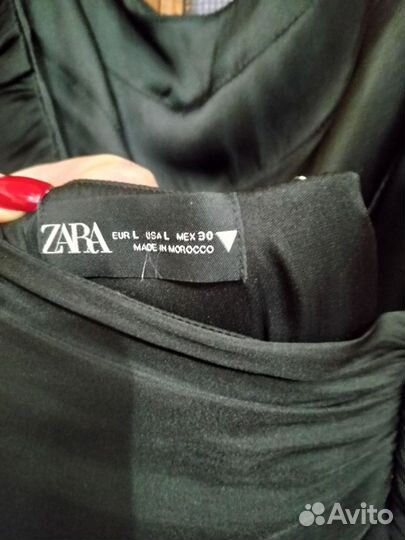 ZARA
EUR L USA L MEX 30
MADE IN MOROCCO
Avito